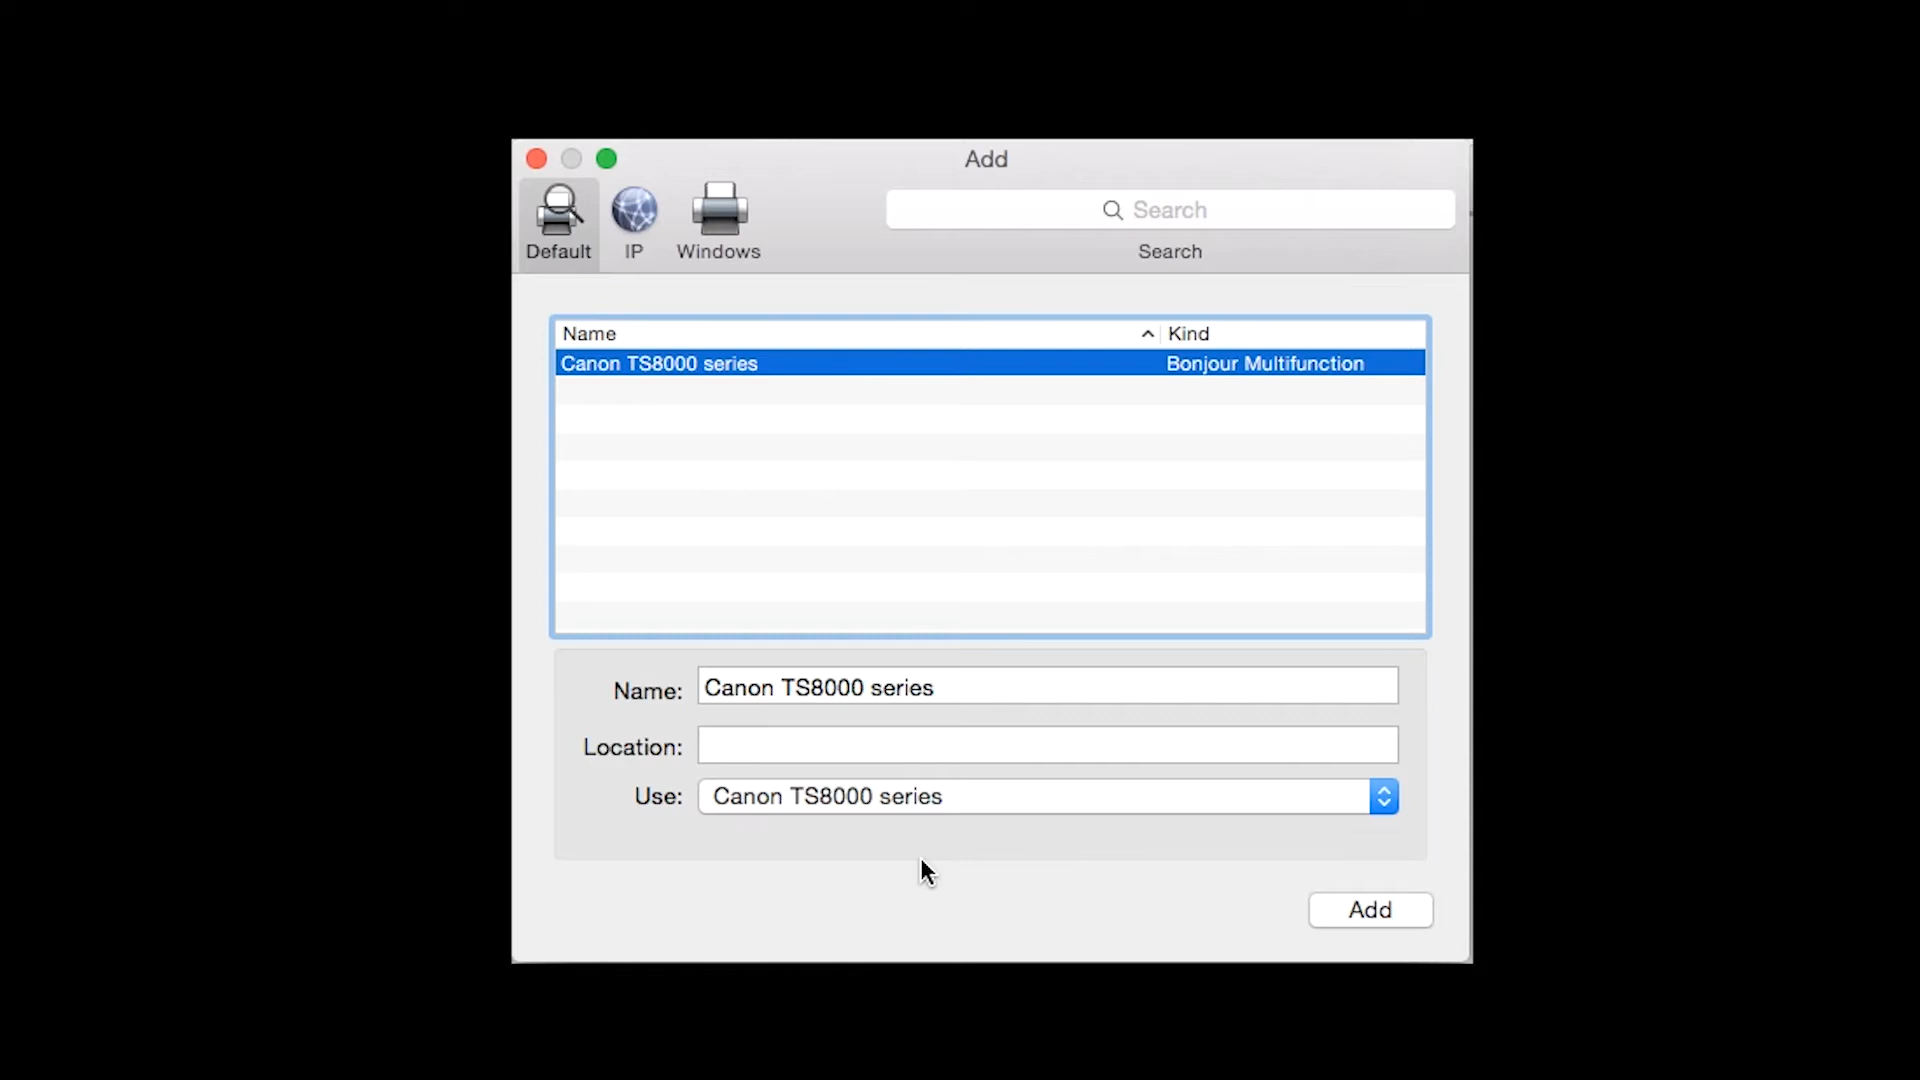 Add
Default IP Windows Search
Search
Name Kind
Canon TS8000 series Bonjour Multifunction
Name: Canon TS8000 series
Location:
Use: Canon TS8000 series
Add